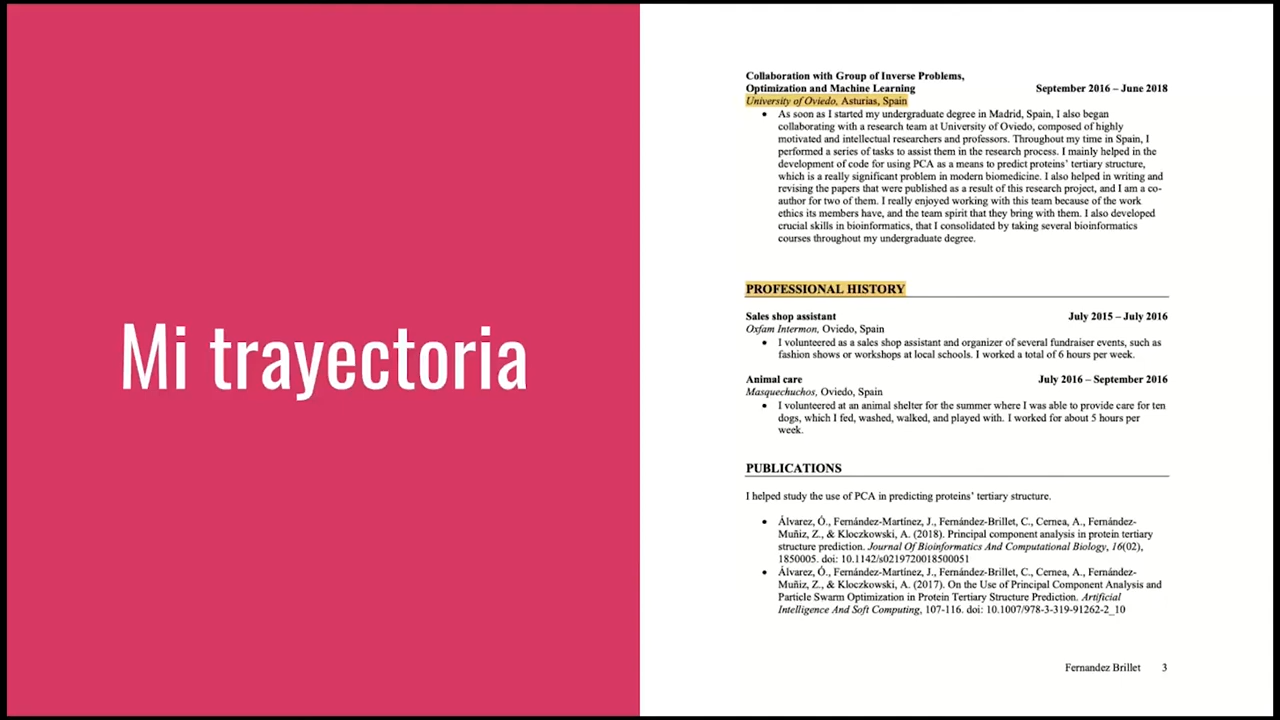 Mi trayectoria
Collaboration with Group of Inverse Problems,
Optimization and Machine Learning September 2016 – June 2018
University of Oviedo, Asturias, Spain
• As soon as I started my undergraduate degree in Madrid, Spain, I also began
collaborating with a research team at University of Oviedo, composed of highly
motivated and intellectual researchers and professors. Throughout my time in Spain, I
performed a series of tasks to assist them in the research process. I mainly helped in the
development of code for using PCA as a means to predict proteins’ tertiary structure,
which is a really significant problem in modern biomedicine. I also helped in writing and
revising the papers that were published as a result of this research project, and I am a co-
author for two of them. I really enjoyed working with this team because of the work
ethics its members have, and the team spirit that they bring with them. I also developed
crucial skills in bioinformatics, that I consolidated by taking several bioinformatics
courses throughout my undergraduate degree.
PROFESSIONAL HISTORY
Sales shop assistant July 2015 – July 2016
Oxfam Intermon, Oviedo, Spain
• I volunteered as a sales shop assistant and organizer of several fundraiser events, such as
fashion shows or workshops at local schools. I worked a total of 6 hours per week.
Animal care July 2016 – September 2016
Masquechuchos, Oviedo, Spain
• I volunteered at an animal shelter for the summer where I was able to provide care for ten
dogs, which I fed, washed, walked, and played with. I worked for about 5 hours per
week.
PUBLICATIONS
I helped study the use of PCA in predicting proteins’ tertiary structure.
• Álvarez, Ó., Fernández-Martínez, J., Fernández-Brillet, C., Cernea, A., Fernández-
Muñiz, Z., & Kloczkowski, A. (2018). Principal component analysis in protein tertiary
structure prediction. Journal Of Bioinformatics And Computational Biology, 16(02),
1850005. doi: 10.1142/s0219720018500051
• Álvarez, Ó., Fernández-Martínez, J., Fernández-Brillet, C., Cernea, A., Fernández-
Muñiz, Z., & Kloczkowski, A. (2017). On the Use of Principal Component Analysis and
Particle Swarm Optimization in Protein Tertiary Structure Prediction. Artificial
Intelligence And Soft Computing, 107-116. doi: 10.1007/978-3-319-91262-2_10
Fernandez Brillet 3